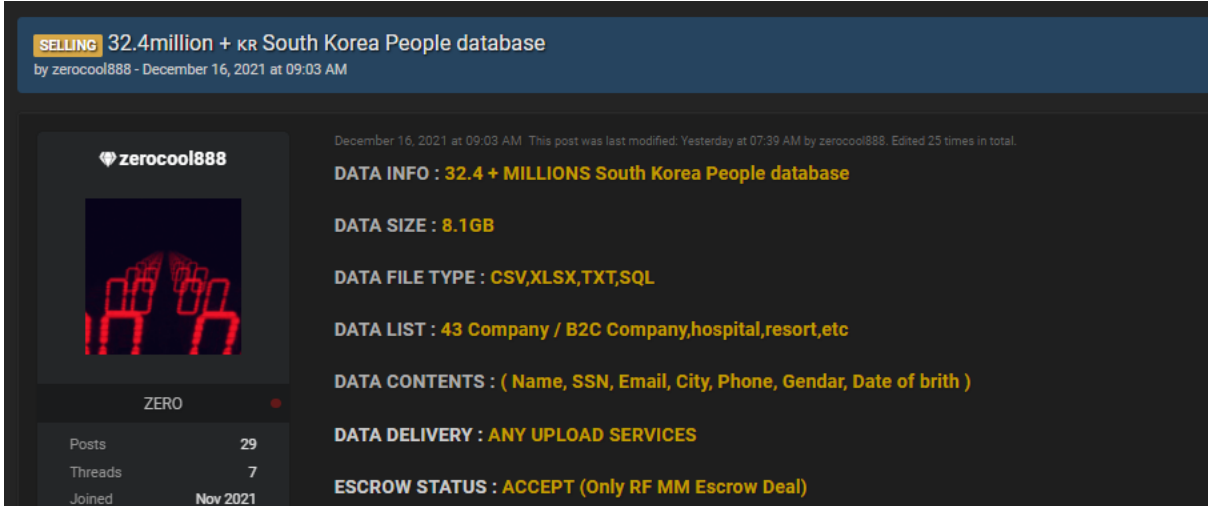 SELLING 32.4million + KR South Korea People database
by zerocool888 - December 16, 2021 at 09:03 AM
December 16, 2021 at 09:03 AM This post was last modified: Yesterday at 07:39 AM by zerocool888. Edited 25 times in total.
zerocool888
DATA INFO : 32.4 + MILLIONS South Korea People database
DATA SIZE : 8.1GB
DATA FILE TYPE : CSV,XLSX,TXT,SQL
DATA LIST : 43 Company / B2C Company,hospital,resort,etc
DATA CONTENTS : ( Name, SSN, Email, City, Phone, Gendar, Date of brith )
ZERO
DATA DELIVERY : ANY UPLOAD SERVICES
Posts 29
Threads 7
ESCROW STATUS : ACCEPT (Only RF MM Escrow Deal)
Joined Nov 2021